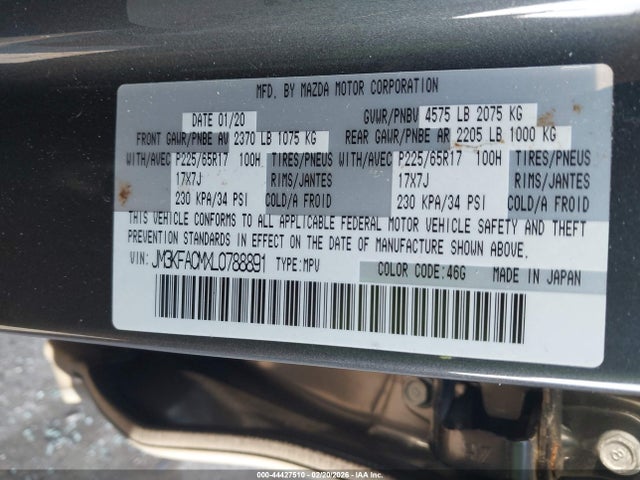 MFD. BY MAZDA MOTOR CORPORATION
DATE 01/20 GVWR/PNBV 4575 LB 2075 KG
FRONT GAWR/PNBE AV 2370 LB 1075 KG REAR GAWR/PNBE AR 2205 LB 1000 KG
WITH/AVEC P225/65R17 100H TIRES/PNEUS WITH/AVEC P225/65R17 100H TIRES/PNEUS
17X7J RIMS/JANTES 17X7J RIMS/JANTES
230 KPA/34 PSI COLD/A FROID 230 KPA/34 PSI COLD/A FROID
THIS VEHICLE CONFORMS TO ALL APPLICABLE FEDERAL MOTOR VEHICLE SAFETY AND THEFT
PREVENTION STANDARDS IN EFFECT ON THE DATE OF MANUFACTURE SHOWN ABOVE.
VIN: JM3KFACMXL0788891 TYPE: MPV COLOR CODE: 46G MADE IN JAPAN
000-44427510 - 02/20/2026 - IAAI